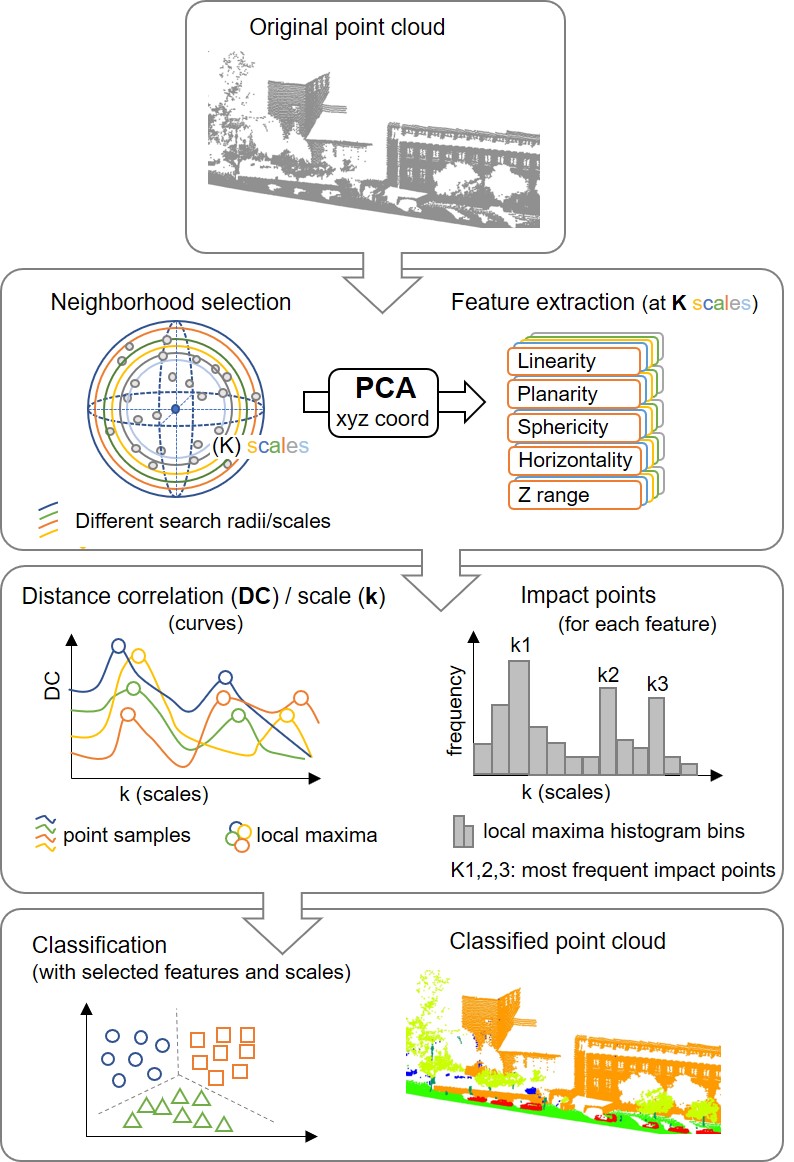 Original point cloud
Neighborhood selection
(K) scales
Different search radii/scales
PCA
xyz coord
Feature extraction (at K scales)
Linearity
Planarity
Sphericity
Horizontality
Z range
Distance correlation (DC) / scale (k)
(curves)
DC
k (scales)
point samples
local maxima
Impact points
(for each feature)
frequency
k1
k2
k3
k (scales)
local maxima histogram bins
K1,2,3: most frequent impact points
Classification
(with selected features and scales)
Classified point cloud